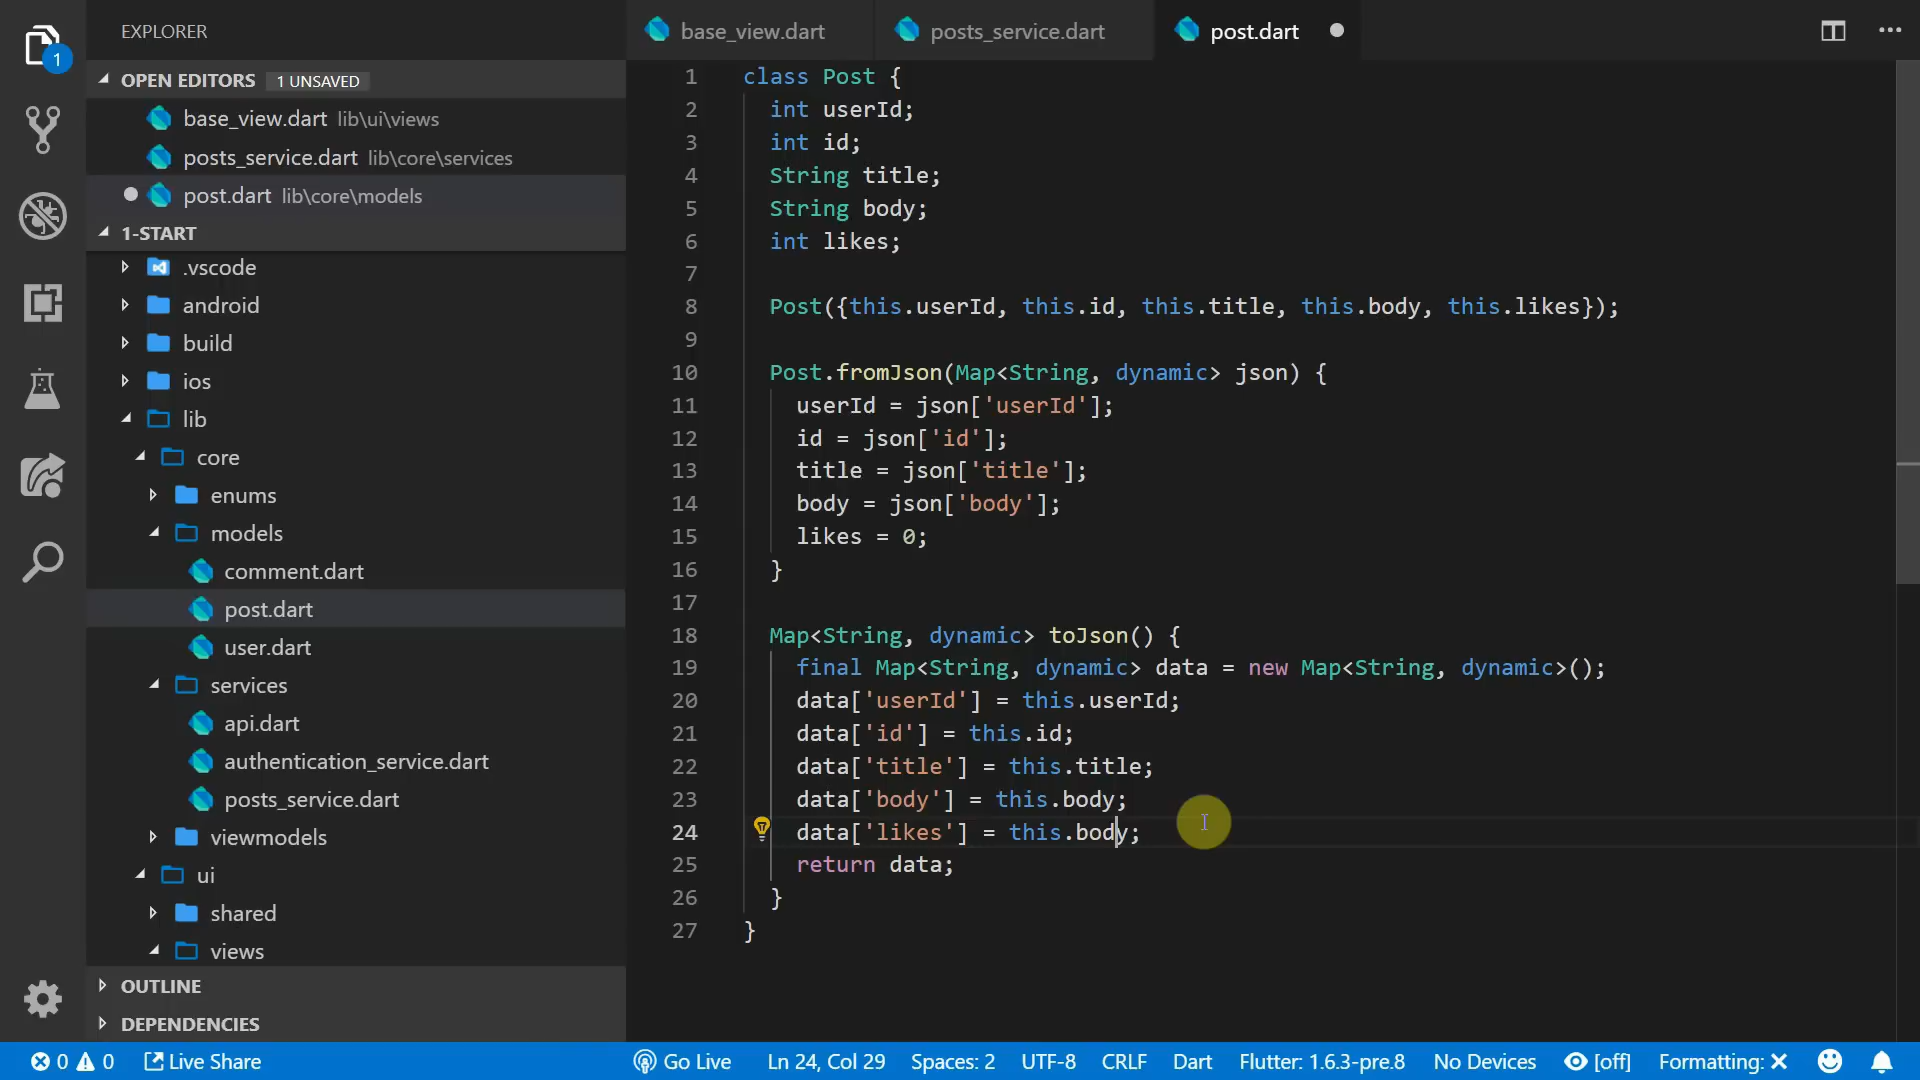 EXPLORER
1
OPEN EDITORS 1 UNSAVED
base_view.dart lib\ui\views
posts_service.dart lib\core\services
post.dart lib\core\models
1-START
.vscode
android
build
ios
lib
core
enums
models
comment.dart
post.dart
user.dart
services
api.dart
authentication_service.dart
posts_service.dart
viewmodels
ui
shared
views
OUTLINE
DEPENDENCIES
base_view.dart posts_service.dart post.dart
1 class Post {
2 int userId;
3 int id;
4 String title;
5 String body;
6 int likes;
7
8 Post({this.userId, this.id, this.title, this.body, this.likes});
9
10 Post.fromJson(Map<String, dynamic> json) {
11 userId = json['userId'];
12 id = json['id'];
13 title = json['title'];
14 body = json['body'];
15 likes = 0;
16 }
17
18 Map<String, dynamic> toJson() {
19 final Map<String, dynamic> data = new Map<String, dynamic>();
20 data['userId'] = this.userId;
21 data['id'] = this.id;
22 data['title'] = this.title;
23 data['body'] = this.body;
24 data['likes'] = this.body;
25 return data;
26 }
27 }
0 0 Live Share Go Live Ln 24, Col 29 Spaces: 2 UTF-8 CRLF Dart Flutter: 1.6.3-pre.8 No Devices [off] Formatting: ✕